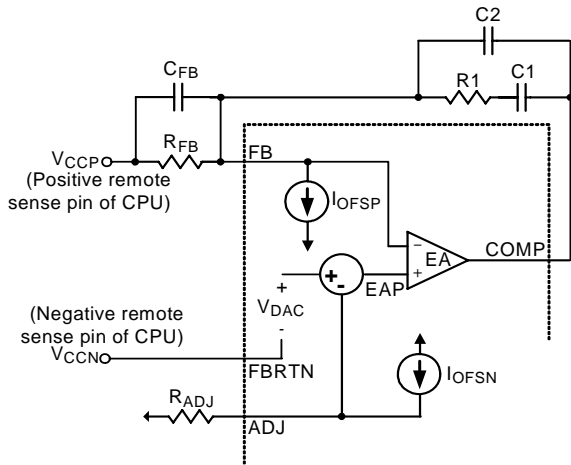 C2
CFB
R1
C1
RFB
VCCP
FB
(Positive remote
sense pin of CPU)
IOFSP
−
EA
+
COMP
+
-
EAP
+
VDAC
-
(Negative remote
sense pin of CPU)
VCCN
FBRTN
IOFSN
RADJ
ADJ